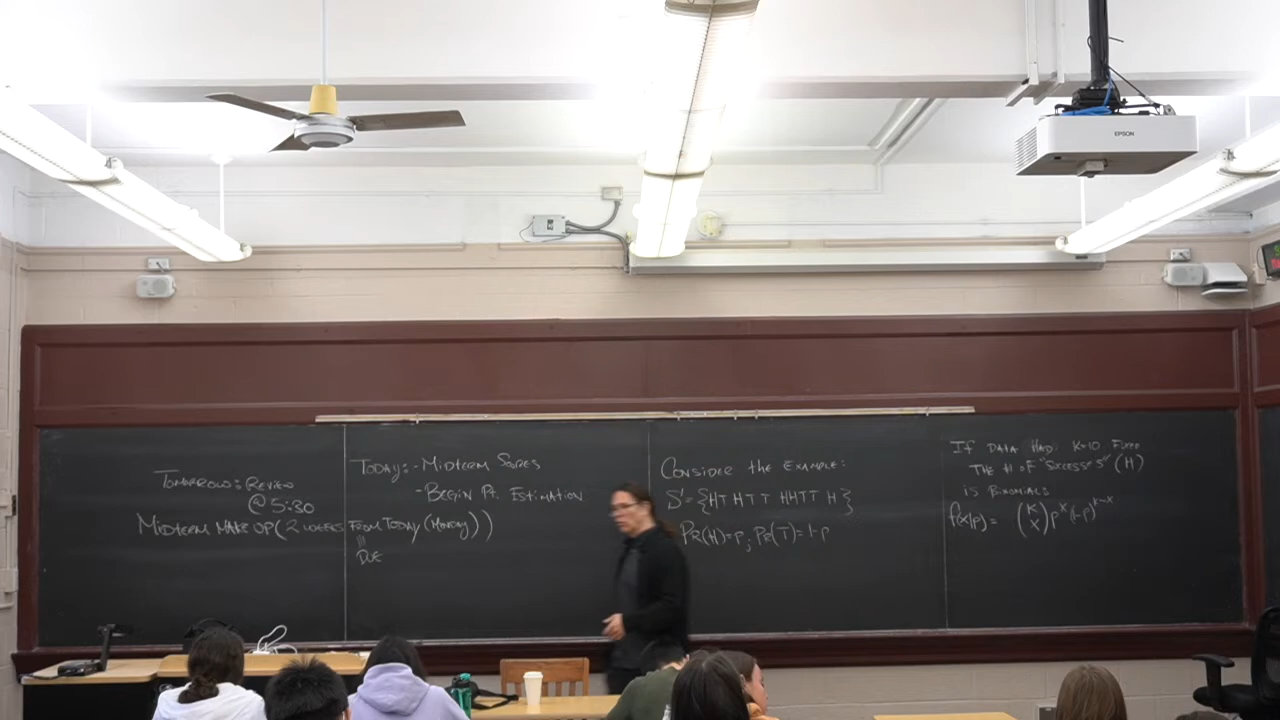 EPSON
Tomorrow: Review
@ 5:30
Midterm Make up (2 weeks from Today (Monday))
Due
Today: - Midterm Scores
- Begin Pt. Estimation
Consider the Example:
S = {HT HTT HHTT H}
Pr(H)=p; Pr(T)=1-p
If data had K=10 Flips
the # of "Successes" (H)
is Binomial:
f(x|p) = (K x) p^x (1-p)^{K-x}